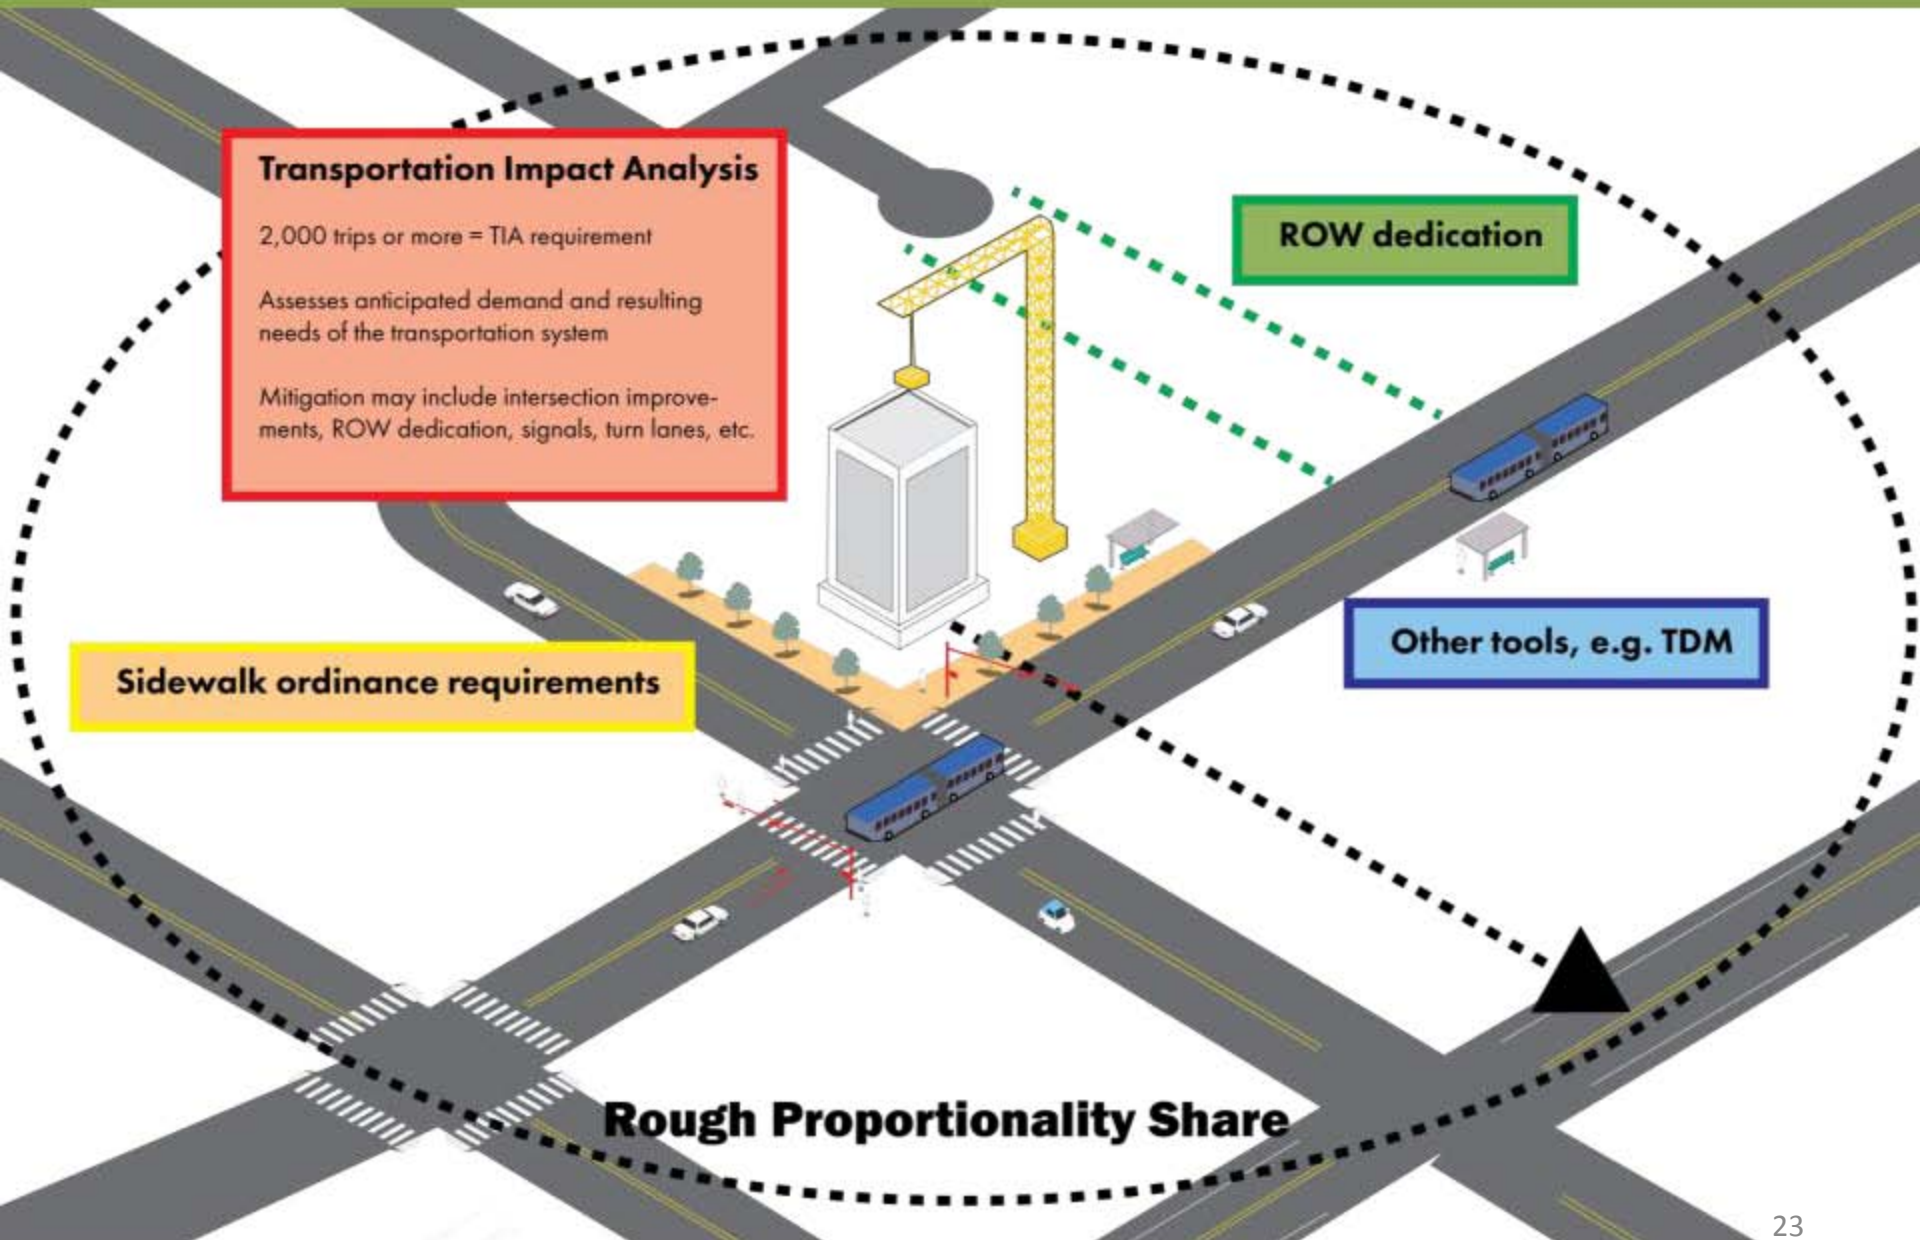 Transportation Impact Analysis
2,000 trips or more = TIA requirement
Assesses anticipated demand and resulting
needs of the transportation system
Mitigation may include intersection improve-
ments, ROW dedication, signals, turn lanes, etc.
ROW dedication
Other tools, e.g. TDM
Sidewalk ordinance requirements
Rough Proportionality Share
23